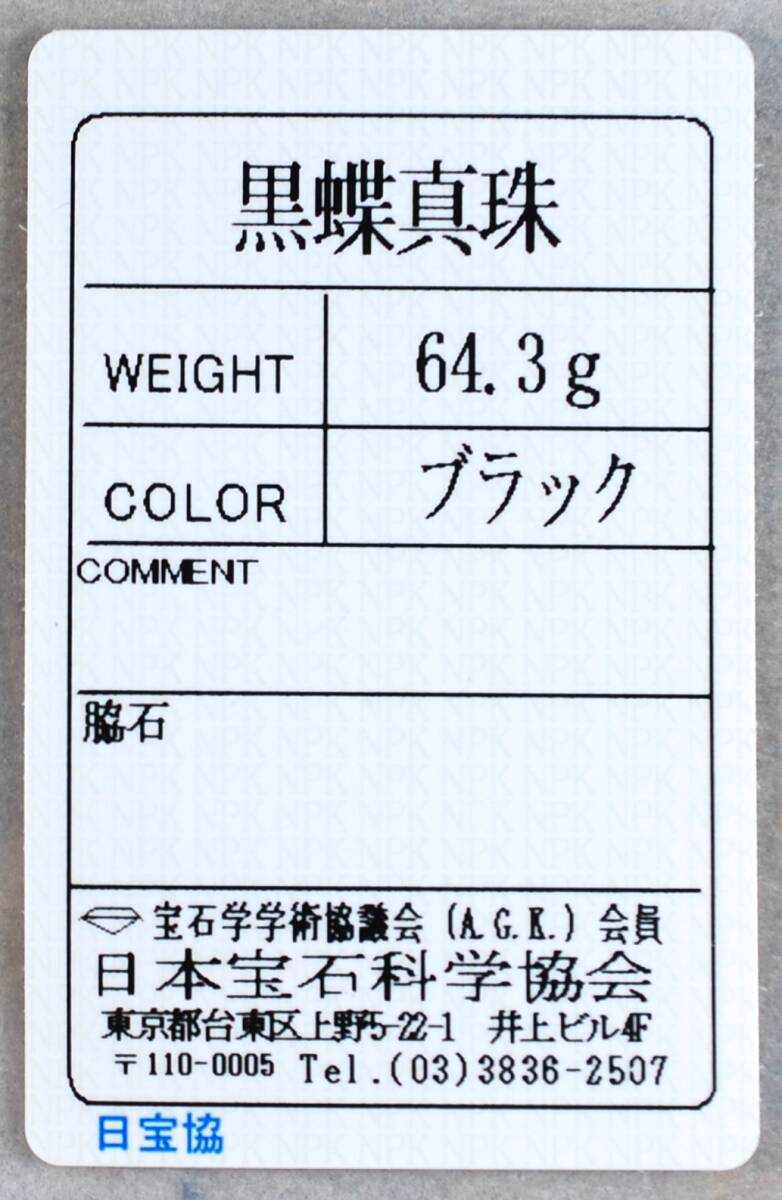 黒蝶真珠
WEIGHT 64.3g
COLOR ブラック
COMMENT
脇石
宝石学学術協議会 (A.G.K.) 会員
日本宝石科学協会
東京都台東区上野5-22-1 井上ビル4F
〒110-0005 Tel.(03)3836-2507
日宝協